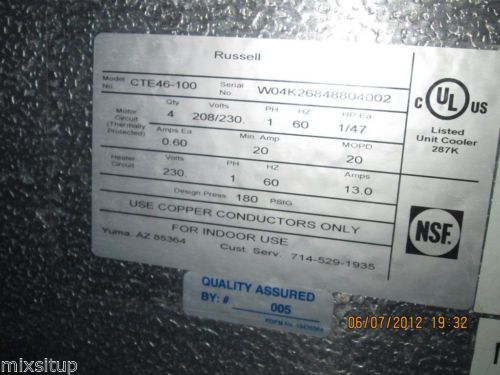 Russell
Model No. CTE46-100 Serial No. W04K26848804002
Qty Volts PH HZ HP Ea
Motor Circuit (Thermally Protected) 4 208/230. 1 60 1/47
Amps Ea Min. Amp MOPD
0.60 20 20
Heater Circuit Volts PH HZ Amps
230. 1 60 13.0
Design Press 180 PSIG
USE COPPER CONDUCTORS ONLY
FOR INDOOR USE
Yuma, AZ 85364 Cust. Serv. 714-529-1935
C UL US
Listed
Unit Cooler
287K
NSF.
QUALITY ASSURED
BY: # 005
06/07/2012 19:32
mixsitup